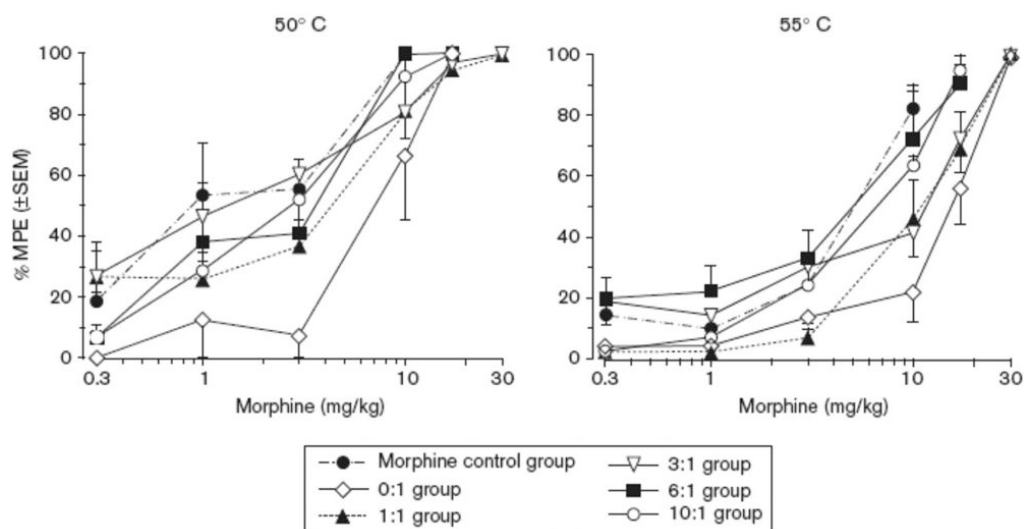 50° C
55° C
% MPE (±SEM)
100
80
60
40
20
0
0.3
1
3
10
30
Morphine (mg/kg)
100
80
60
40
20
0
0.3
1
3
10
30
Morphine (mg/kg)
Morphine control group
0:1 group
1:1 group
3:1 group
6:1 group
10:1 group